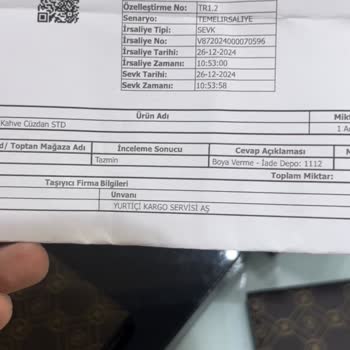 Özelleştirme No: TR1.2
Senaryo: TEMELIRSALIYE
İrsaliye Tipi: SEVK
İrsaliye No: V872024000070596
İrsaliye Tarihi: 26-12-2024
İrsaliye Zamanı: 10:53:00
Sevk Tarihi: 26-12-2024
Sevk Zamanı: 10:53:58
Ürün Adı Mikt
Kahve Cüzdan STD 1 Ad
d/ Toptan Mağaza Adı İnceleme Sonucu Cevap Açıklaması M
Tazmin Boya Verme - İade Depo: 1112
Toplam Miktar:
Taşıyıcı Firma Bilgileri
Unvanı
YURTİÇİ KARGO SERVİSİ AŞ